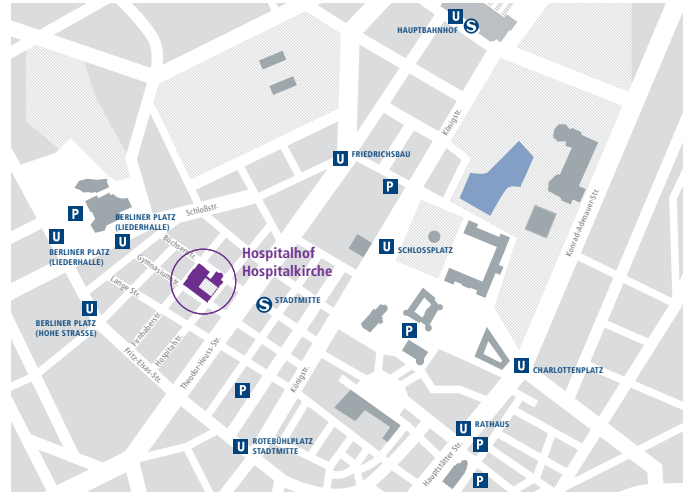 U
S
HAUPTBAHNHOF
Königstr.
U
FRIEDRICHSBAU
P
P
BERLINER PLATZ
(LIEDERHALLE)
U
Schloßstr.
U
BERLINER PLATZ
(LIEDERHALLE)
Büchsenstr.
Gymnasiumstr.
Lange Str.
Hospitalhof
Hospitalkirche
U
SCHLOSSPLATZ
Konrad-Adenauer-Str.
S
STADTMITTE
U
BERLINER PLATZ
(HOHE STRASSE)
Firnhaberstr.
Hospitalstr.
Fritz-Elsas-Str.
Theodor-Heuss-Str.
Königstr.
P
P
U
CHARLOTTENPLATZ
U
ROTEBÜHLPLATZ
STADTMITTE
U
RATHAUS
P
Hauptstätter Str.
P